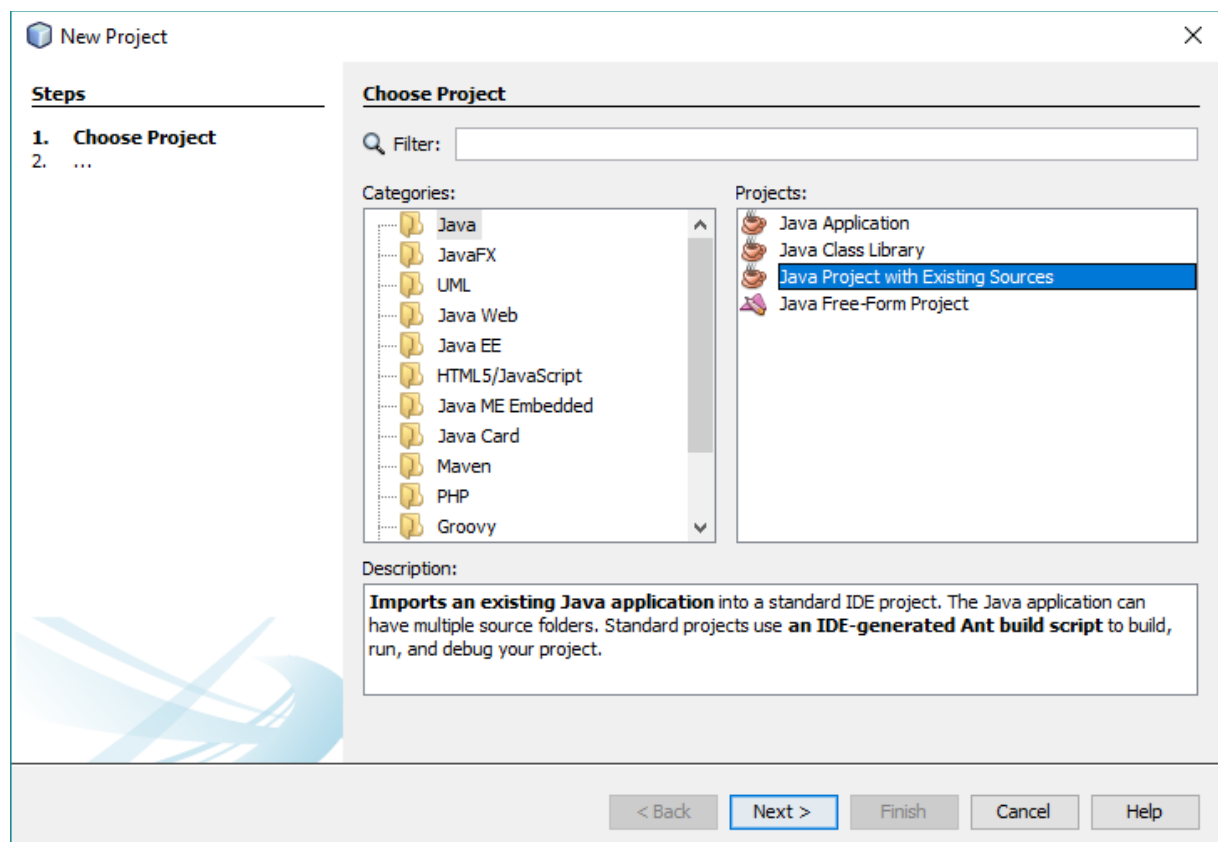 New Project
Steps
1. Choose Project
2. ...
Choose Project
Filter:
Categories:
Java
JavaFX
UML
Java Web
Java EE
HTML5/JavaScript
Java ME Embedded
Java Card
Maven
PHP
Groovy
Projects:
Java Application
Java Class Library
Java Project with Existing Sources
Java Free-Form Project
Description:
Imports an existing Java application into a standard IDE project. The Java application can
have multiple source folders. Standard projects use an IDE-generated Ant build script to build,
run, and debug your project.
< Back Next > Finish Cancel Help